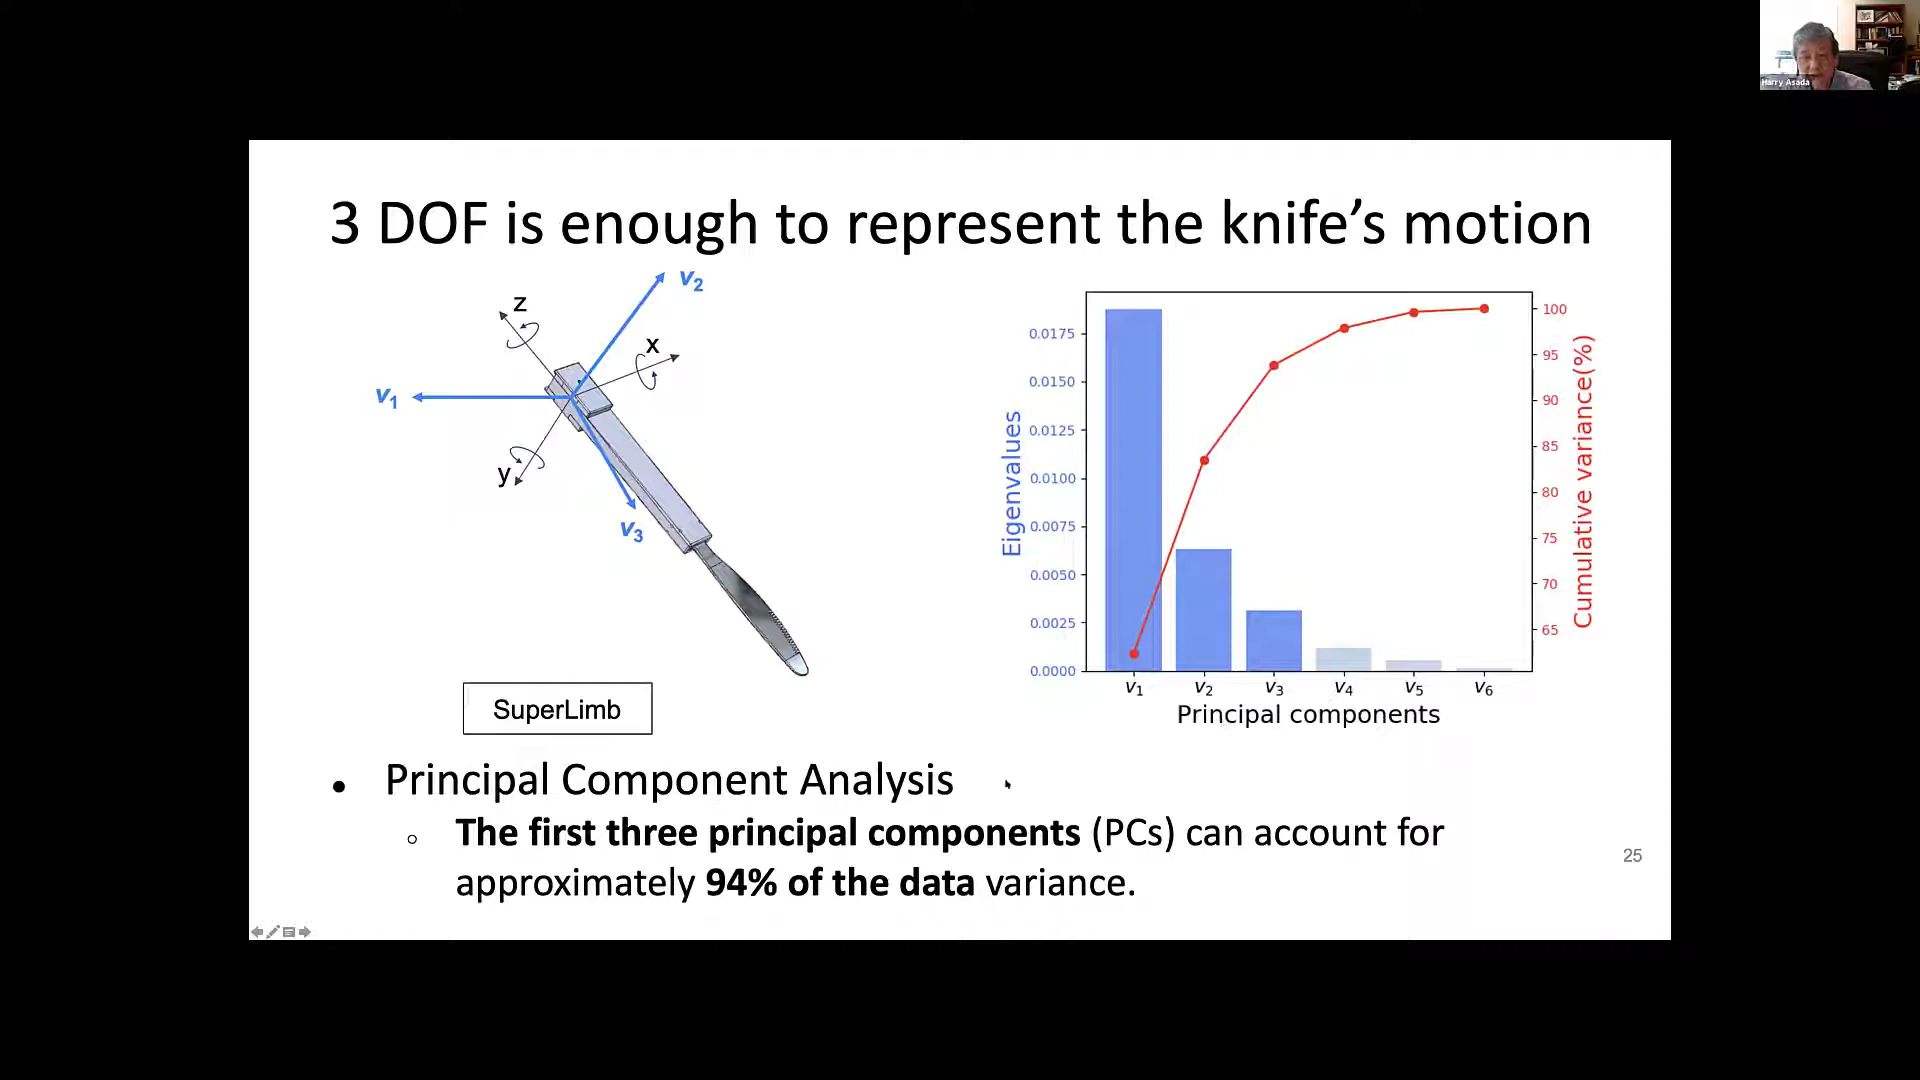 Harry Asada
3 DOF is enough to represent the knife’s motion
v2
z
x
v1
y
v3
SuperLimb
0.0175
0.0150
0.0125
0.0100
0.0075
0.0050
0.0025
0.0000
Eigenvalues
100
95
90
85
80
75
70
65
Cumulative variance(%)
v1 v2 v3 v4 v5 v6
Principal components
• Principal Component Analysis
○ The first three principal components (PCs) can account for
approximately 94% of the data variance.
25